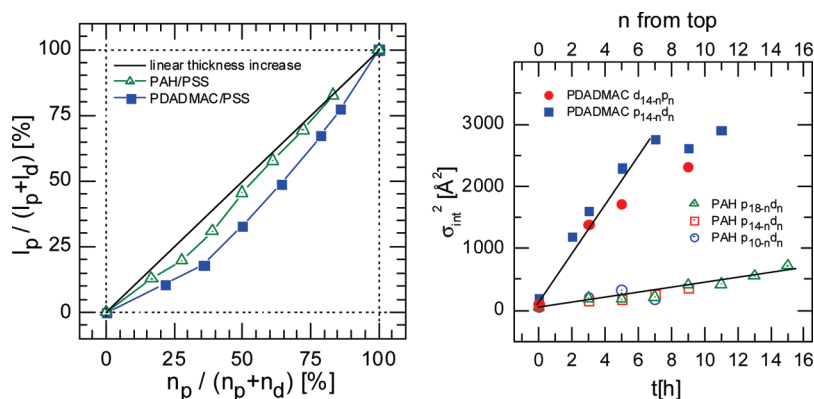 100
75
50
25
0
l_p / (l_p+l_d) [%]
linear thickness increase
PAH/PSS
PDADMAC/PSS
0 25 50 75 100
n_p / (n_p+n_d) [%]
n from top
0 2 4 6 8 10 12 14 16
PDADMAC d_14-n p_n
PDADMAC p_14-n d_n
3000
2000
1000
0
σ_int^2 [Å^2]
PAH p_18-n d_n
PAH p_14-n d_n
PAH p_10-n d_n
0 2 4 6 8 10 12 14 16
t[h]